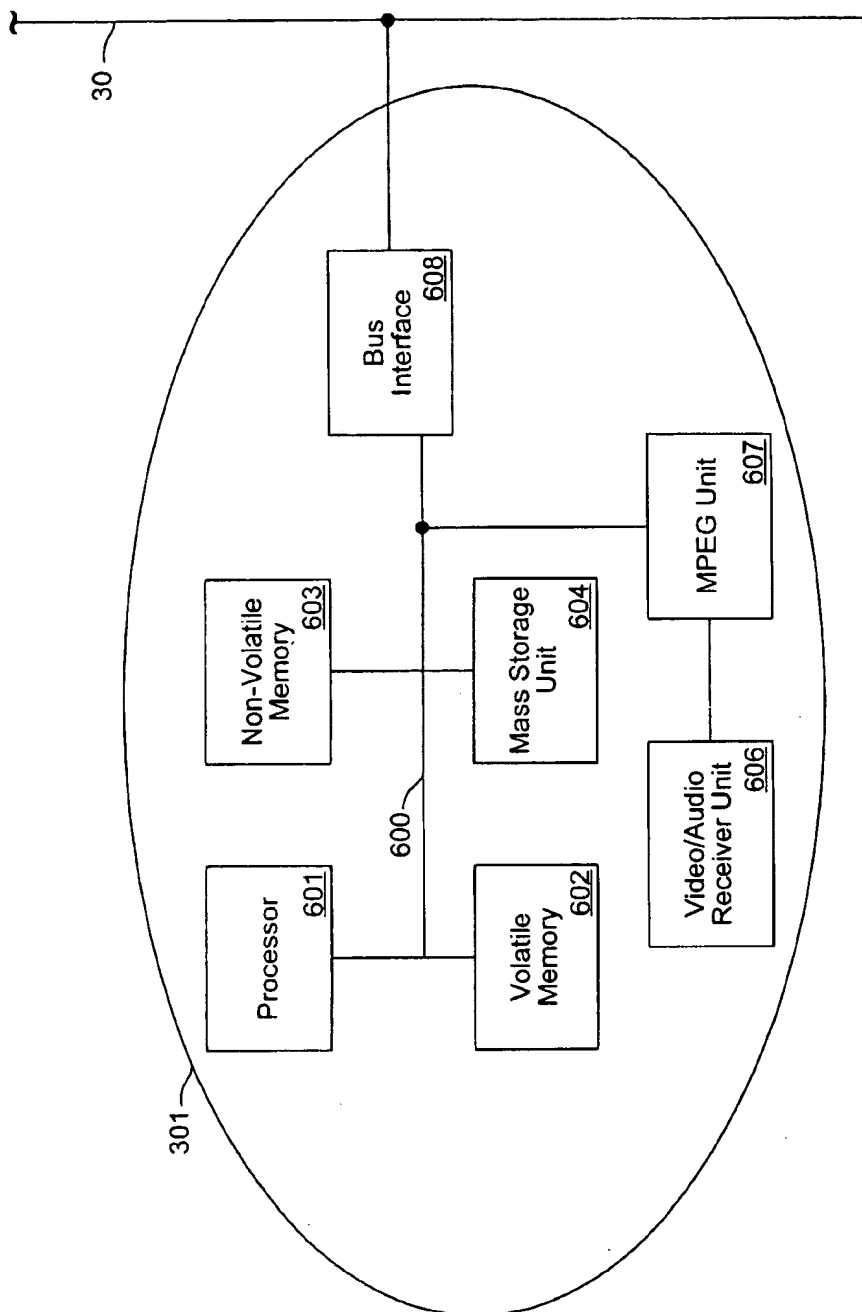 30
301
Processor
601
Non-Volatile
Memory
603
Bus
Interface
608
600
Volatile
Memory
602
Mass Storage
Unit
604
Video/Audio
Receiver Unit
606
MPEG Unit
607